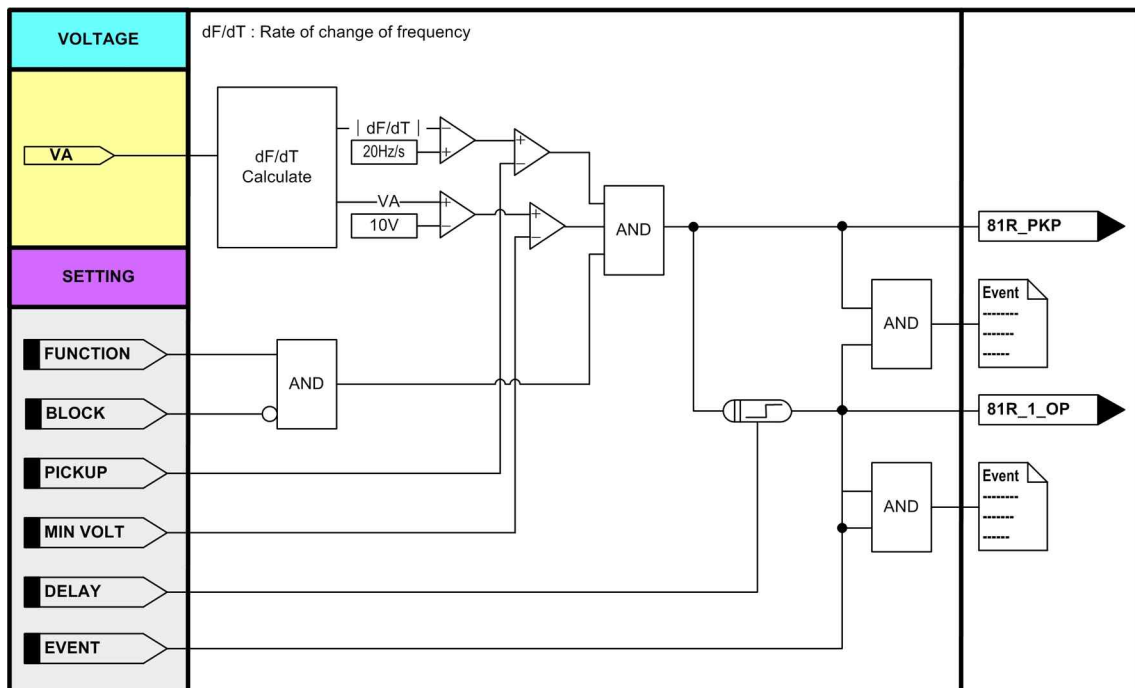 VOLTAGE
dF/dT : Rate of change of frequency
VA
dF/dT
Calculate
| dF/dT |
20Hz/s
VA
10V
AND
81R_PKP
SETTING
Event
--------
-------
------
AND
FUNCTION
AND
BLOCK
81R_1_OP
PICKUP
Event
--------
-------
------
AND
MIN VOLT
DELAY
EVENT